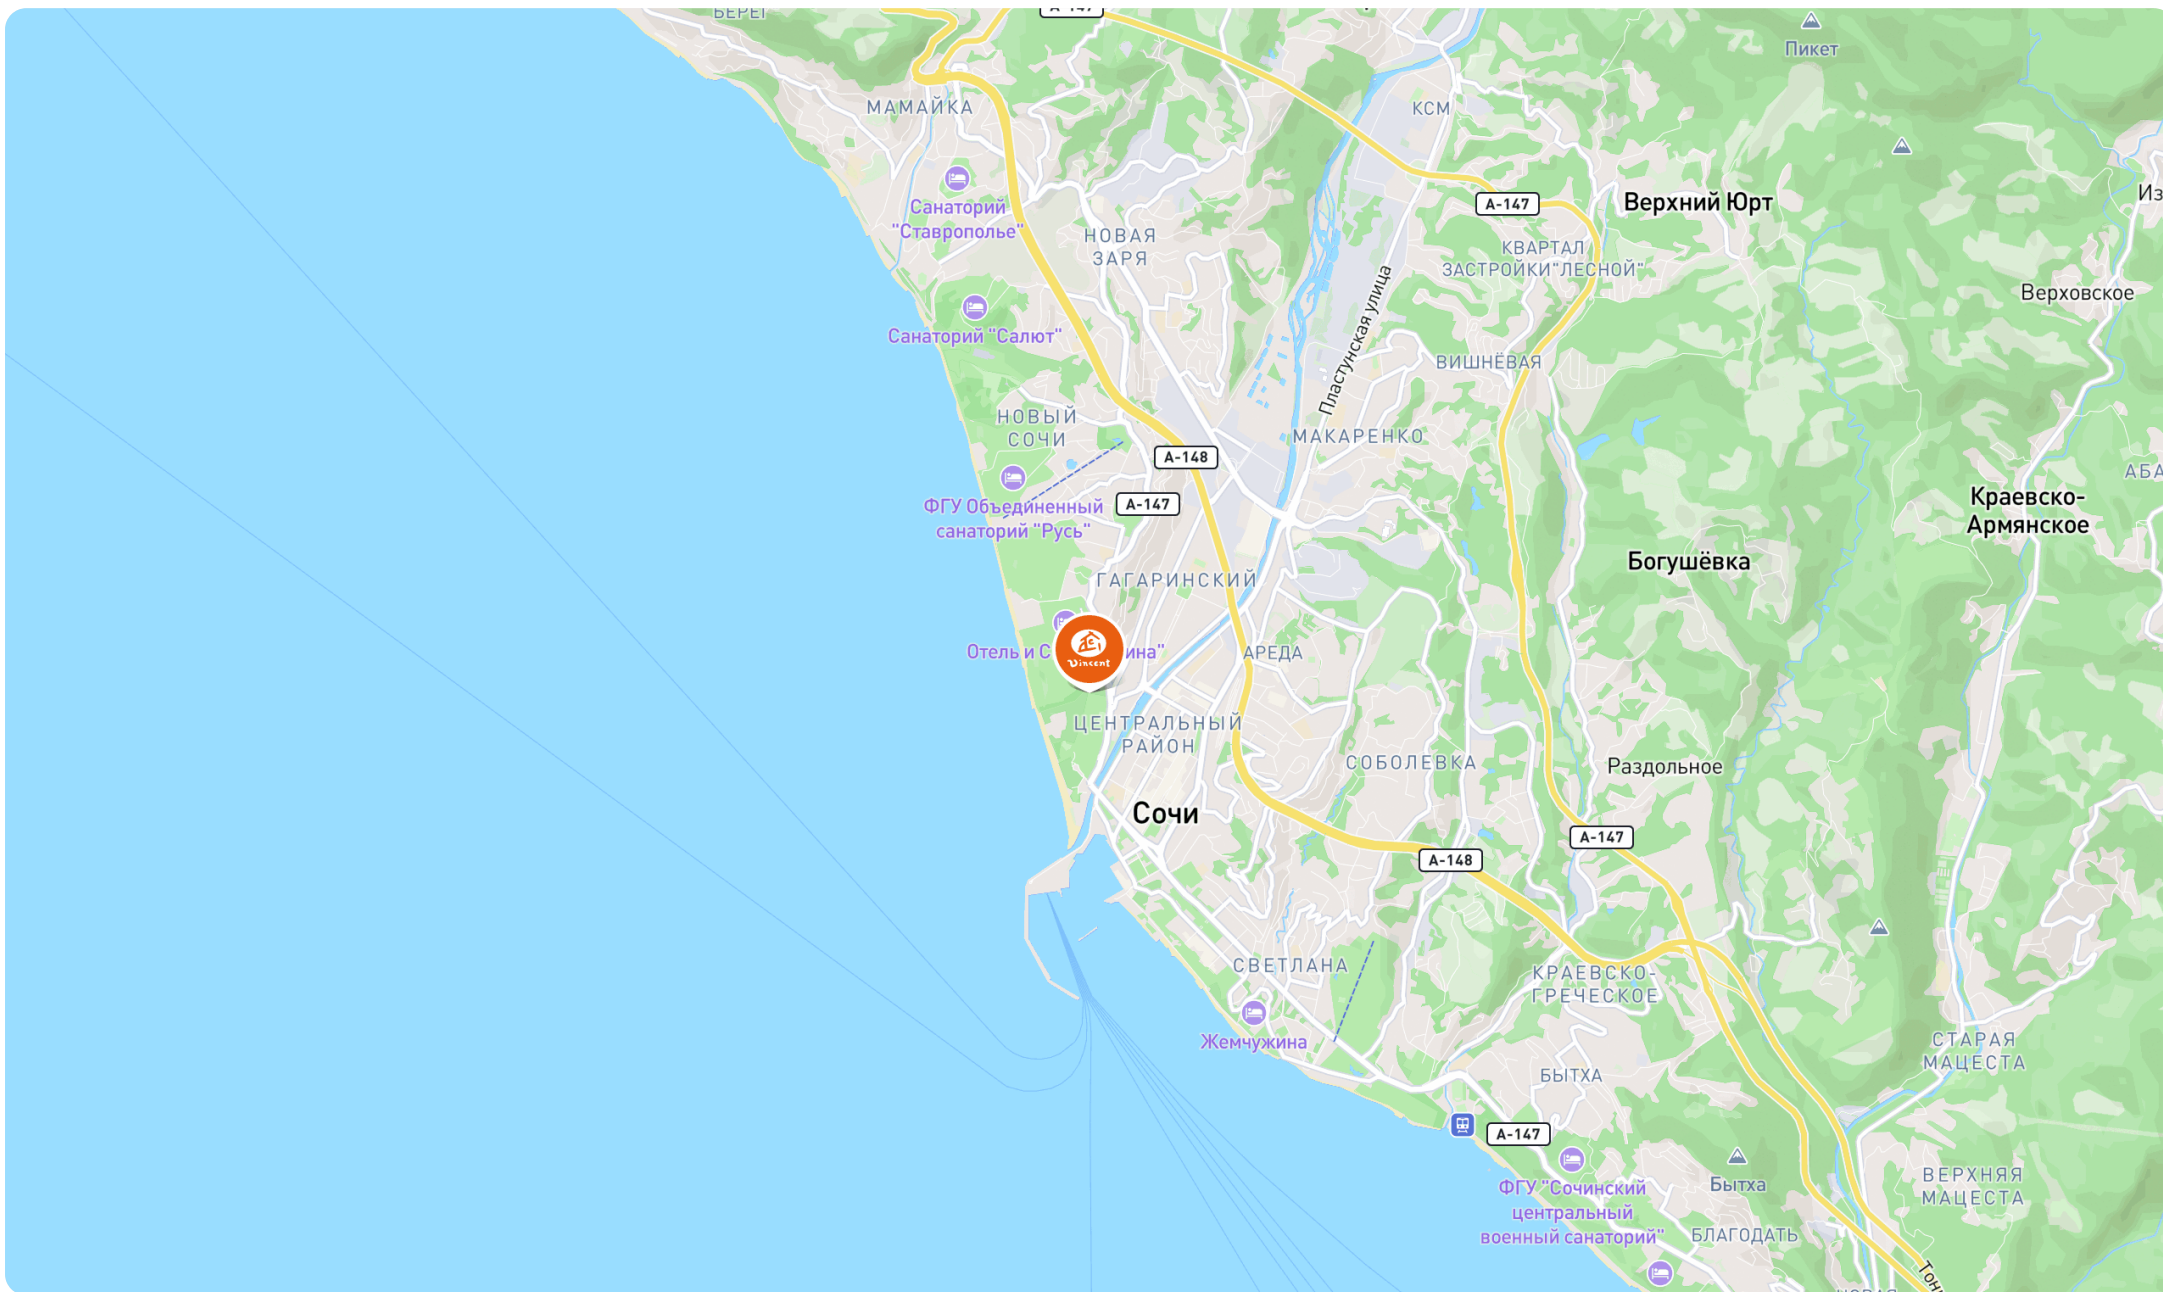 БЕРЕГ
A-147
Пикет
МАМАЙКА
КСМ
Санаторий
"Ставрополье"
A-147
Верхний Юрт
НОВАЯ
ЗАРЯ
КВАРТАЛ
ЗАСТРОЙКИ"ЛЕСНОЙ"
Верховское
Санаторий "Салют"
Пластунская улица
ВИШНЁВАЯ
НОВЫЙ
СОЧИ
МАКАРЕНКО
A-148
Краевско-
Армянское
A-147
ФГУ Объединенный
санаторий "Русь"
Богушёвка
ГАГАРИНСКИЙ
Отель и С
ина"
Vincent
АРЕДА
ЦЕНТРАЛЬНЫЙ
РАЙОН
СОБОЛЕВКА
Раздольное
Сочи
A-147
A-148
СВЕТЛАНА
КРАЕВСКО-
ГРЕЧЕСКОЕ
Жемчужина
СТАРАЯ
МАЦЕСТА
БЫТХА
A-147
Бытха
ФГУ "Сочинский
центральный
военный санаторий"
ВЕРХНЯЯ
МАЦЕСТА
БЛАГОДАТЬ